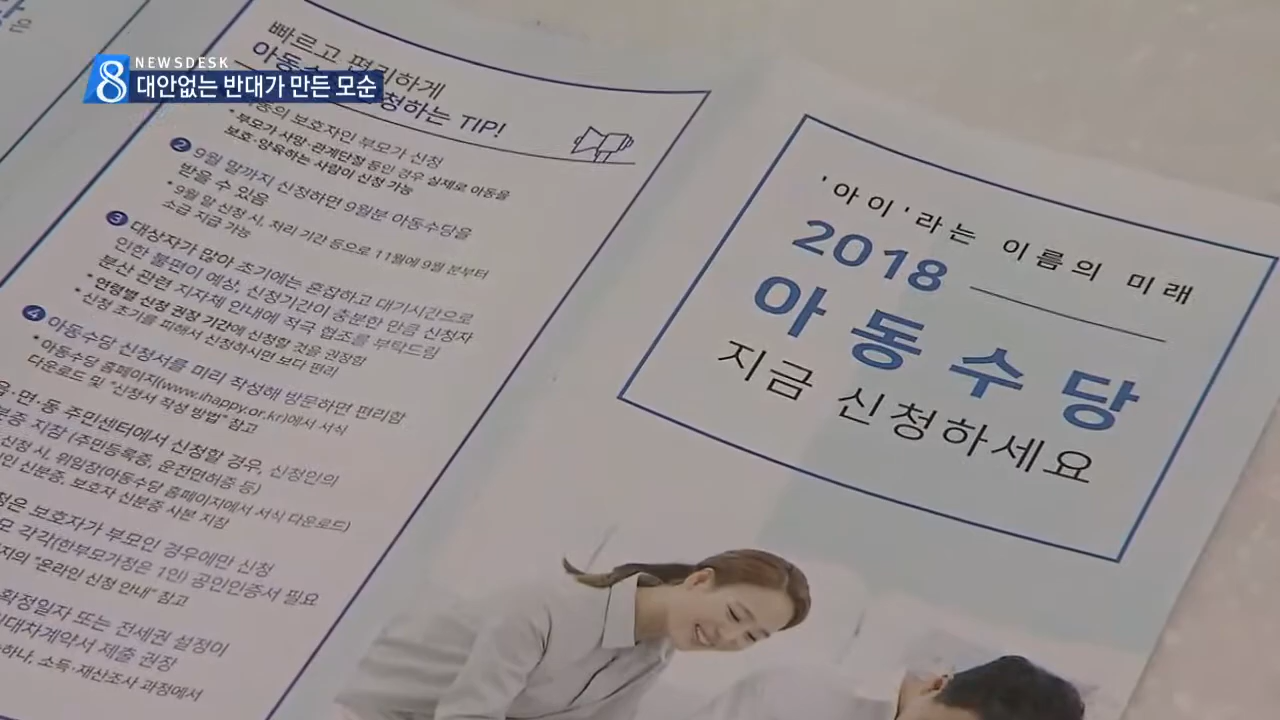 8 NEWSDESK
대안없는 반대가 만든 모순
빠르고 편리하게
아동수 청하는 TIP!
동의 보호자인 부모가 신청
* 부모가 사망·관계단절 등인 경우 실제로 아동을
보호·양육하는 사람이 신청 가능
2 9월 말까지 신청하면 9월분 아동수당을
받을 수 있음
* 9월 말 신청 시, 처리 기간 등으로 11월에 9월 분부터
소급 지급 가능
3 대상자가 많아 초기에는 혼잡하고 대기시간으로
인한 불편이 예상, 신청기간이 충분한 만큼 신청자
분산 관련 지자체 안내에 적극 협조를 부탁드림
* 연령별 신청 권장 기간에 신청할 것을 권장함
* 신청 초기를 피해서 신청하시면 보다 편리
4 아동수당 신청서를 미리 작성해 방문하면 편리함
* 아동수당 홈페이지(www.ihappy.or.kr)에서 서식
다운로드 및 "신청서 작성 방법" 참고
읍·면·동 주민센터에서 신청할 경우, 신청인의
분증 지참 (주민등록증, 운전면허증 등)
신청 시, 위임장(아동수당 홈페이지에서 서식 다운로드)
인 신분증, 보호자 신분증 사본 지참
청은 보호자가 부모인 경우에만 신청
모 각각(한부모가정은 1인) 공인인증서 필요
지의 "온라인 신청 안내" 참고
확정일자 또는 전세권 설정이
대차계약서 제출 권장
하나, 소득·재산조사 과정에서
'아이'라는 이름의 미래
2018
아동수당
지금 신청하세요